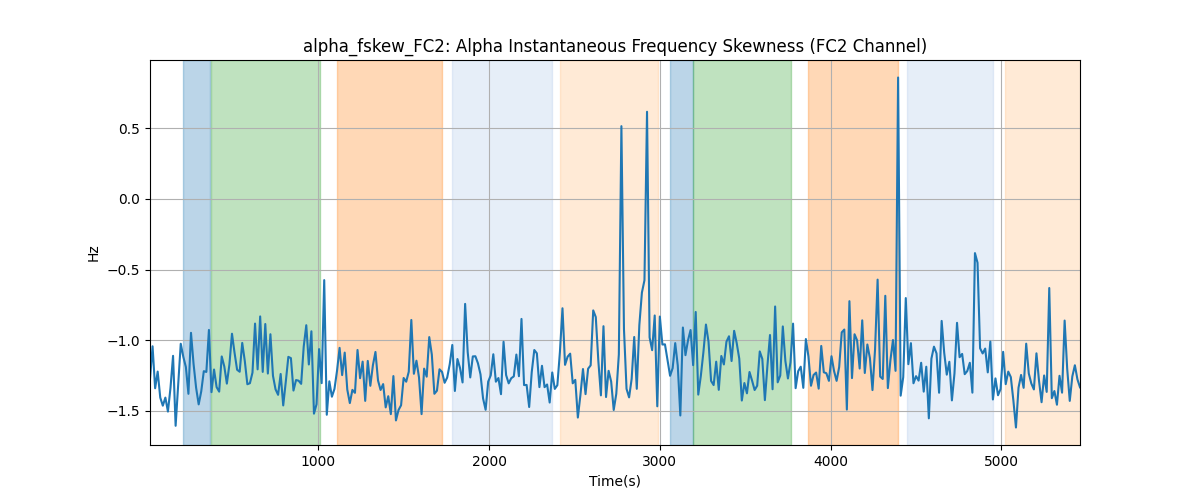 alpha_fskew_FC2: Alpha Instantaneous Frequency Skewness (FC2 Channel)
Hz
0.5
0.0
−0.5
−1.0
−1.5
1000 2000 3000 4000 5000
Time(s)